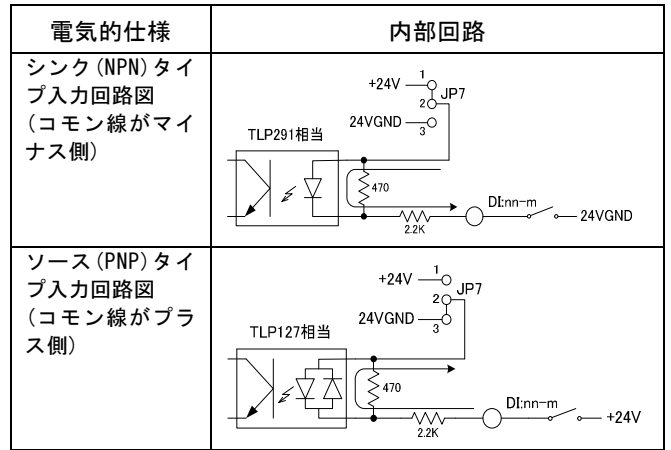 電気的仕様
内部回路
シンク(NPN)タイ
プ入力回路図
(コモン線がマイ
ナス側)
+24V
1
2
JP7
24VGND
3
TLP291相当
470
2.2K
DI:nn-m
24VGND
ソース(PNP)タイ
プ入力回路図
(コモン線がプラ
ス側)
+24V
1
2
JP7
24VGND
3
TLP127相当
470
2.2K
DI:nn-m
+24V